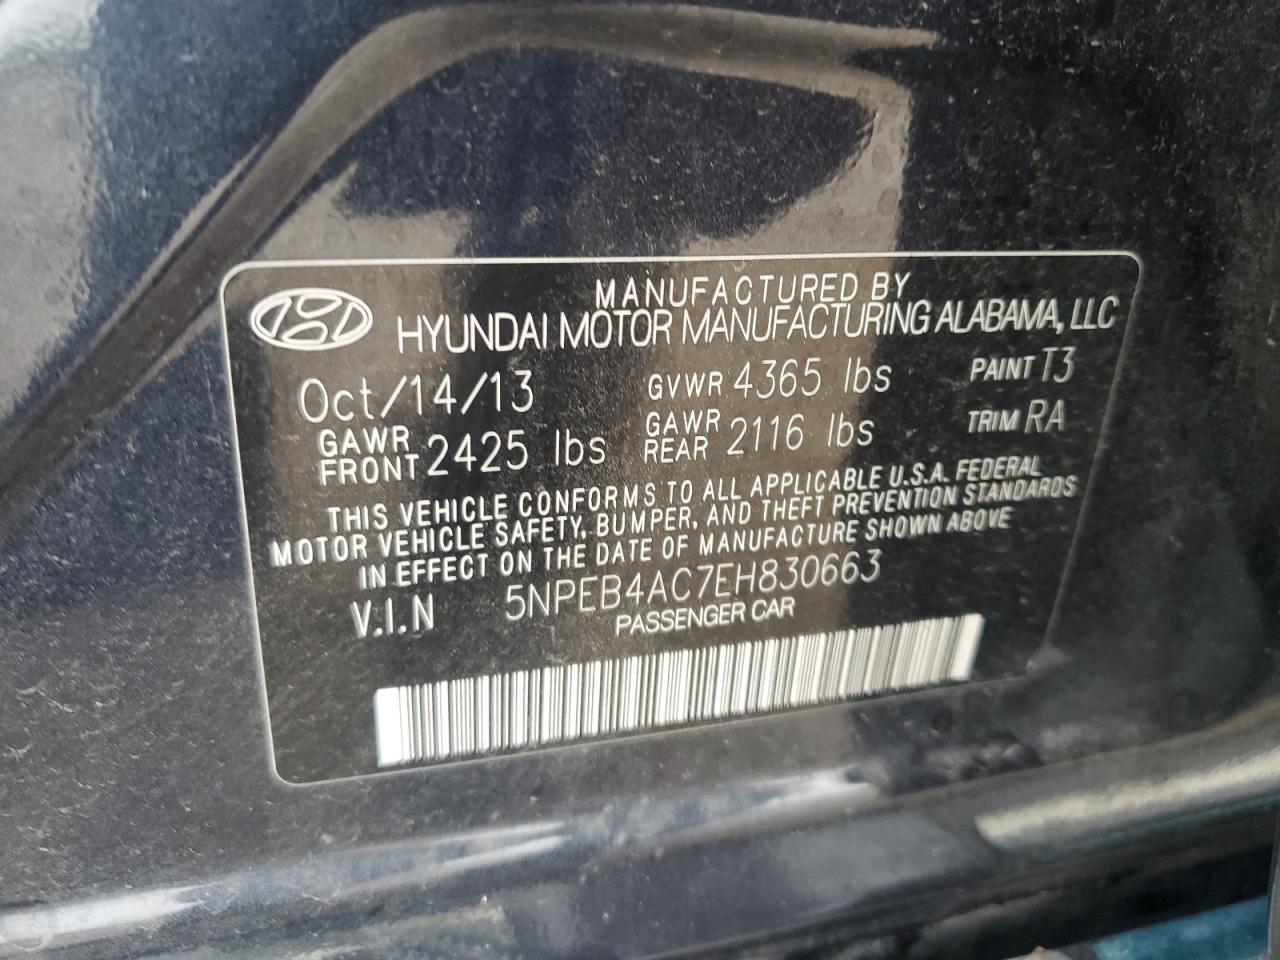 MANUFACTURED BY
HYUNDAI MOTOR MANUFACTURING ALABAMA, LLC
Oct/14/13 GVWR 4365 lbs PAINT T3
GAWR FRONT 2425 lbs GAWR REAR 2116 lbs TRIM RA
THIS VEHICLE CONFORMS TO ALL APPLICABLE U.S.A. FEDERAL
MOTOR VEHICLE SAFETY, BUMPER, AND THEFT PREVENTION STANDARDS
IN EFFECT ON THE DATE OF MANUFACTURE SHOWN ABOVE
V.I.N 5NPEB4AC7EH830663
PASSENGER CAR